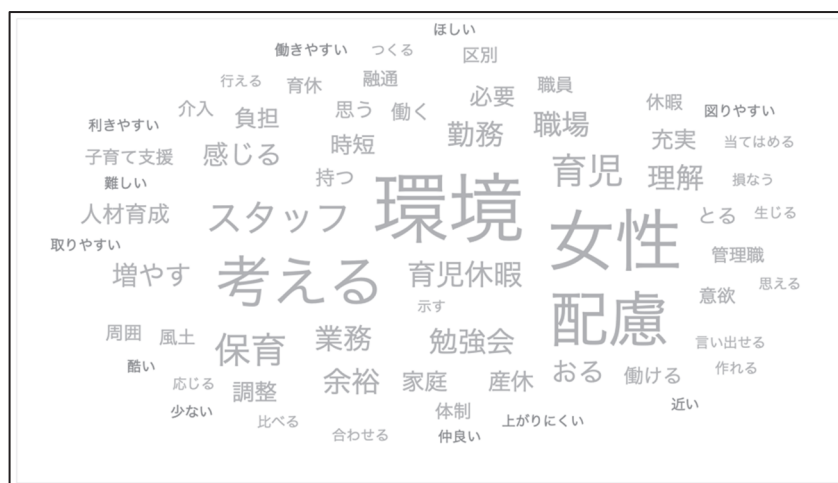 ほしい
働きやすい つくる 区別
行える 育休 融通 必要 職員
利きやすい 介入 負担 思う 働く 勤務 職場 休暇 図りやすい
子育て支援 感じる 時短 育児 理解 充実 当てはめる
難しい 持つ 環境 損なう
人材育成 スタッフ 女性 とる 生じる
取りやすい 管理職
増やす 考える 育児休暇 配慮 意欲 思える
示す
周囲 風土 保育 業務 勉強会 言い出せる
酷い 応じる 調整 余裕 家庭 産休 おる 働ける 作れる
少ない 比べる 体制 上がりにくい 近い
合わせる 仲良い